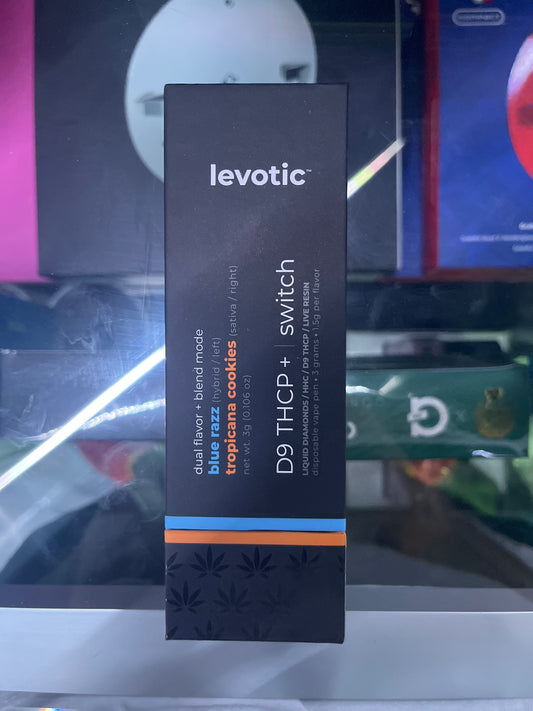 levotic™
dual flavor + blend mode
blue razz (hybrid / left)
tropicana cookies (sativa / right)
net wt. 3g (0.106 oz)
D9 THCP + | switch
LIQUID DIAMONDS / HHC / D9 THCP / LIVE RESIN
disposable vape pen • 3 grams • 1.5g per flavor